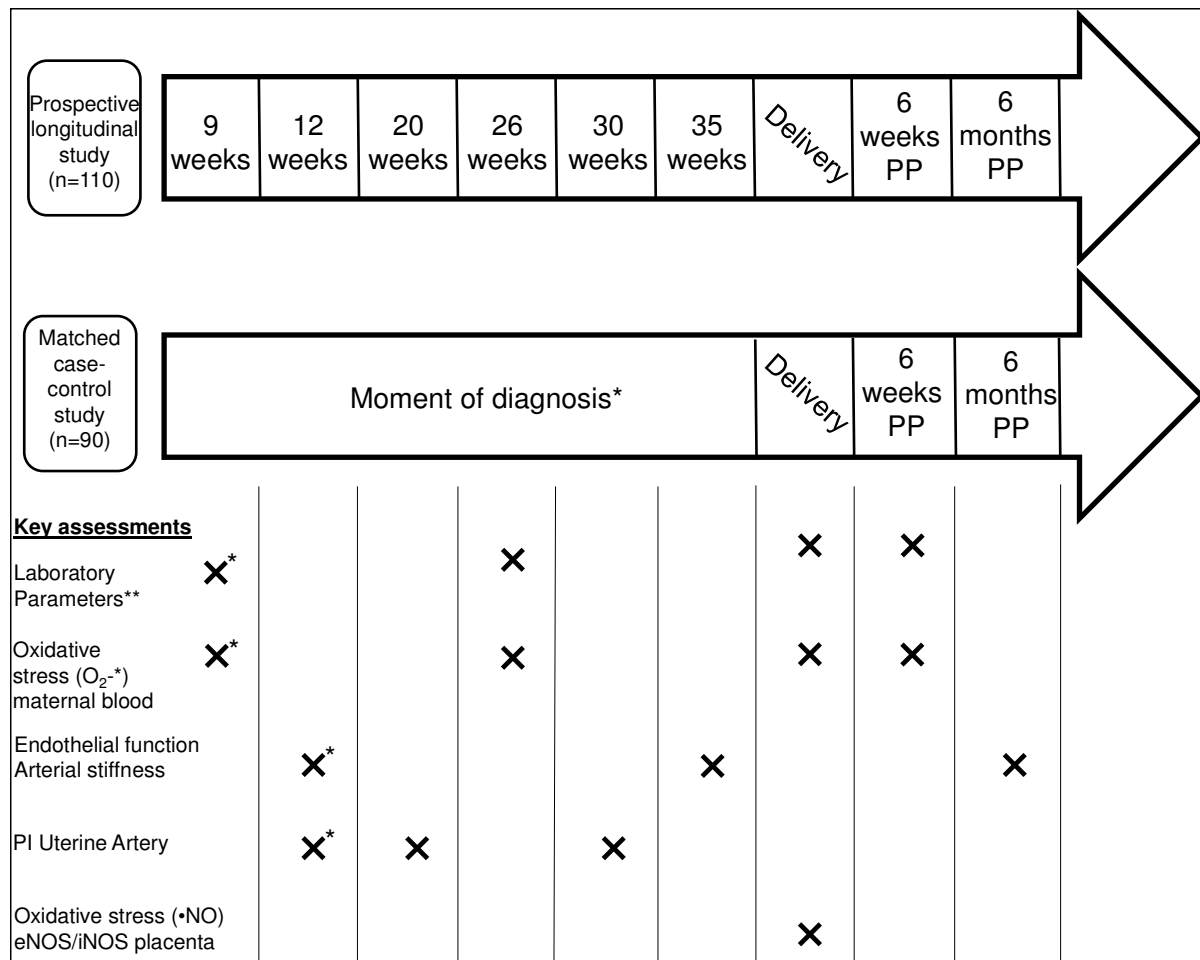 Prospective
longitudinal
study
(n=110)
9
weeks
12
weeks
20
weeks
26
weeks
30
weeks
35
weeks
Delivery
6
weeks
PP
6
months
PP
Matched
case-
control
study
(n=90)
Moment of diagnosis*
Delivery
6
weeks
PP
6
months
PP
Key assessments
Laboratory
Parameters**
*
Oxidative
stress (O₂-*)
maternal blood
*
Endothelial function
Arterial stiffness
*
PI Uterine Artery
*
Oxidative stress (•NO)
eNOS/iNOS placenta